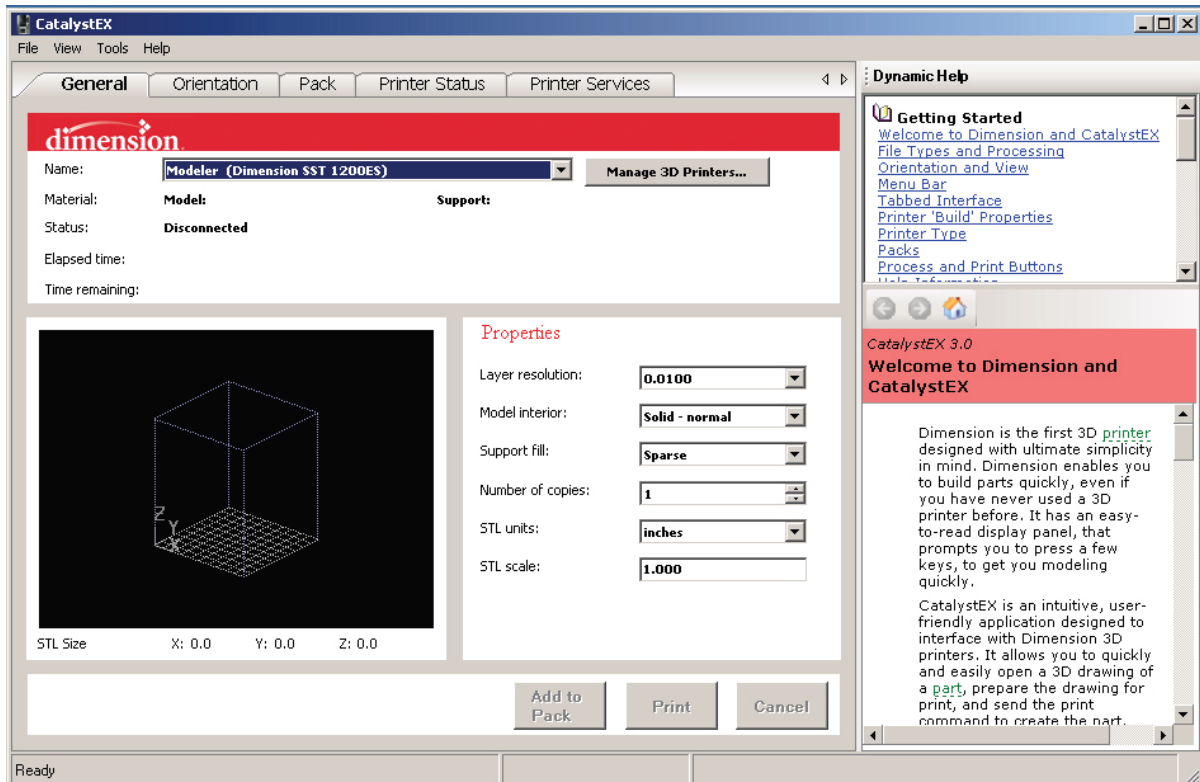 CatalystEX
File View Tools Help
General Orientation Pack Printer Status Printer Services
dimension
Name: Modeler (Dimension SST 1200ES) Manage 3D Printers...
Material: Model: Support:
Status: Disconnected
Elapsed time:
Time remaining:
Z
Y
X
STL Size X: 0.0 Y: 0.0 Z: 0.0
Properties
Layer resolution: 0.0100
Model interior: Solid - normal
Support fill: Sparse
Number of copies: 1
STL units: inches
STL scale: 1.000
Add to
Pack
Print
Cancel
Ready
Dynamic Help
Getting Started
Welcome to Dimension and CatalystEX
File Types and Processing
Orientation and View
Menu Bar
Tabbed Interface
Printer 'Build' Properties
Printer Type
Packs
Process and Print Buttons
Help Information
CatalystEX 3.0
Welcome to Dimension and
CatalystEX
Dimension is the first 3D printer
designed with ultimate simplicity
in mind. Dimension enables you
to build parts quickly, even if
you have never used a 3D
printer before. It has an easy-
to-read display panel, that
prompts you to press a few
keys, to get you modeling
quickly.
CatalystEX is an intuitive, user-
friendly application designed to
interface with Dimension 3D
printers. It allows you to quickly
and easily open a 3D drawing of
a part, prepare the drawing for
print, and send the print
command to create the part.